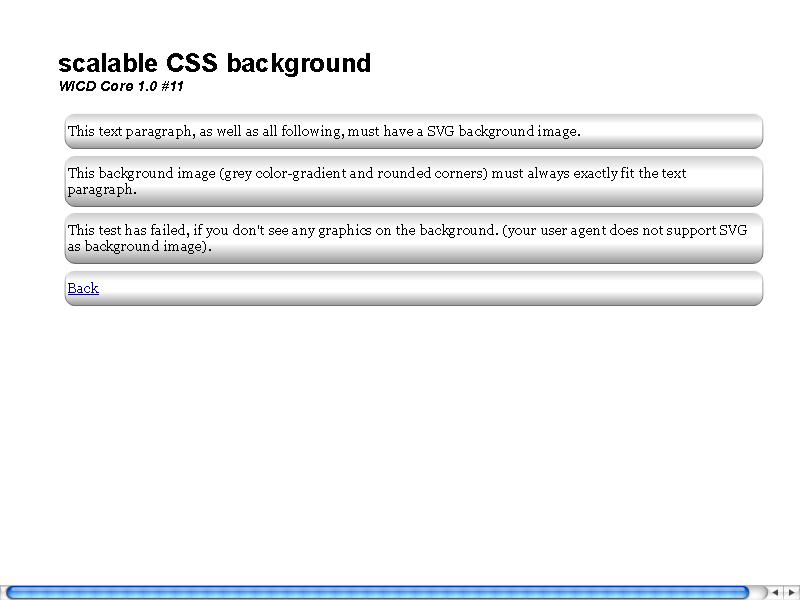 scalable CSS background
WICD Core 1.0 #11
This text paragraph, as well as all following, must have a SVG background image.
This background image (grey color-gradient and rounded corners) must always exactly fit the text
paragraph.
This test has failed, if you don't see any graphics on the background. (your user agent does not support SVG
as background image).
Back